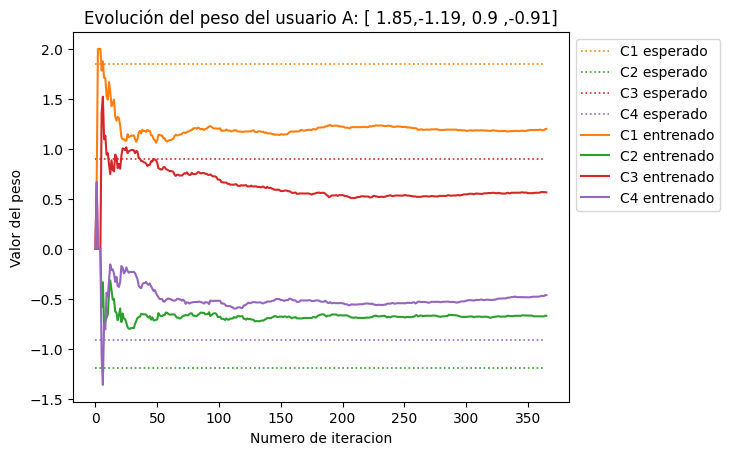 Evolución del peso del usuario A: [ 1.85,-1.19, 0.9 ,-0.91]
Valor del peso
2.0
1.5
1.0
0.5
0.0
−0.5
−1.0
−1.5
0 50 100 150 200 250 300 350
Numero de iteracion
C1 esperado
C2 esperado
C3 esperado
C4 esperado
C1 entrenado
C2 entrenado
C3 entrenado
C4 entrenado